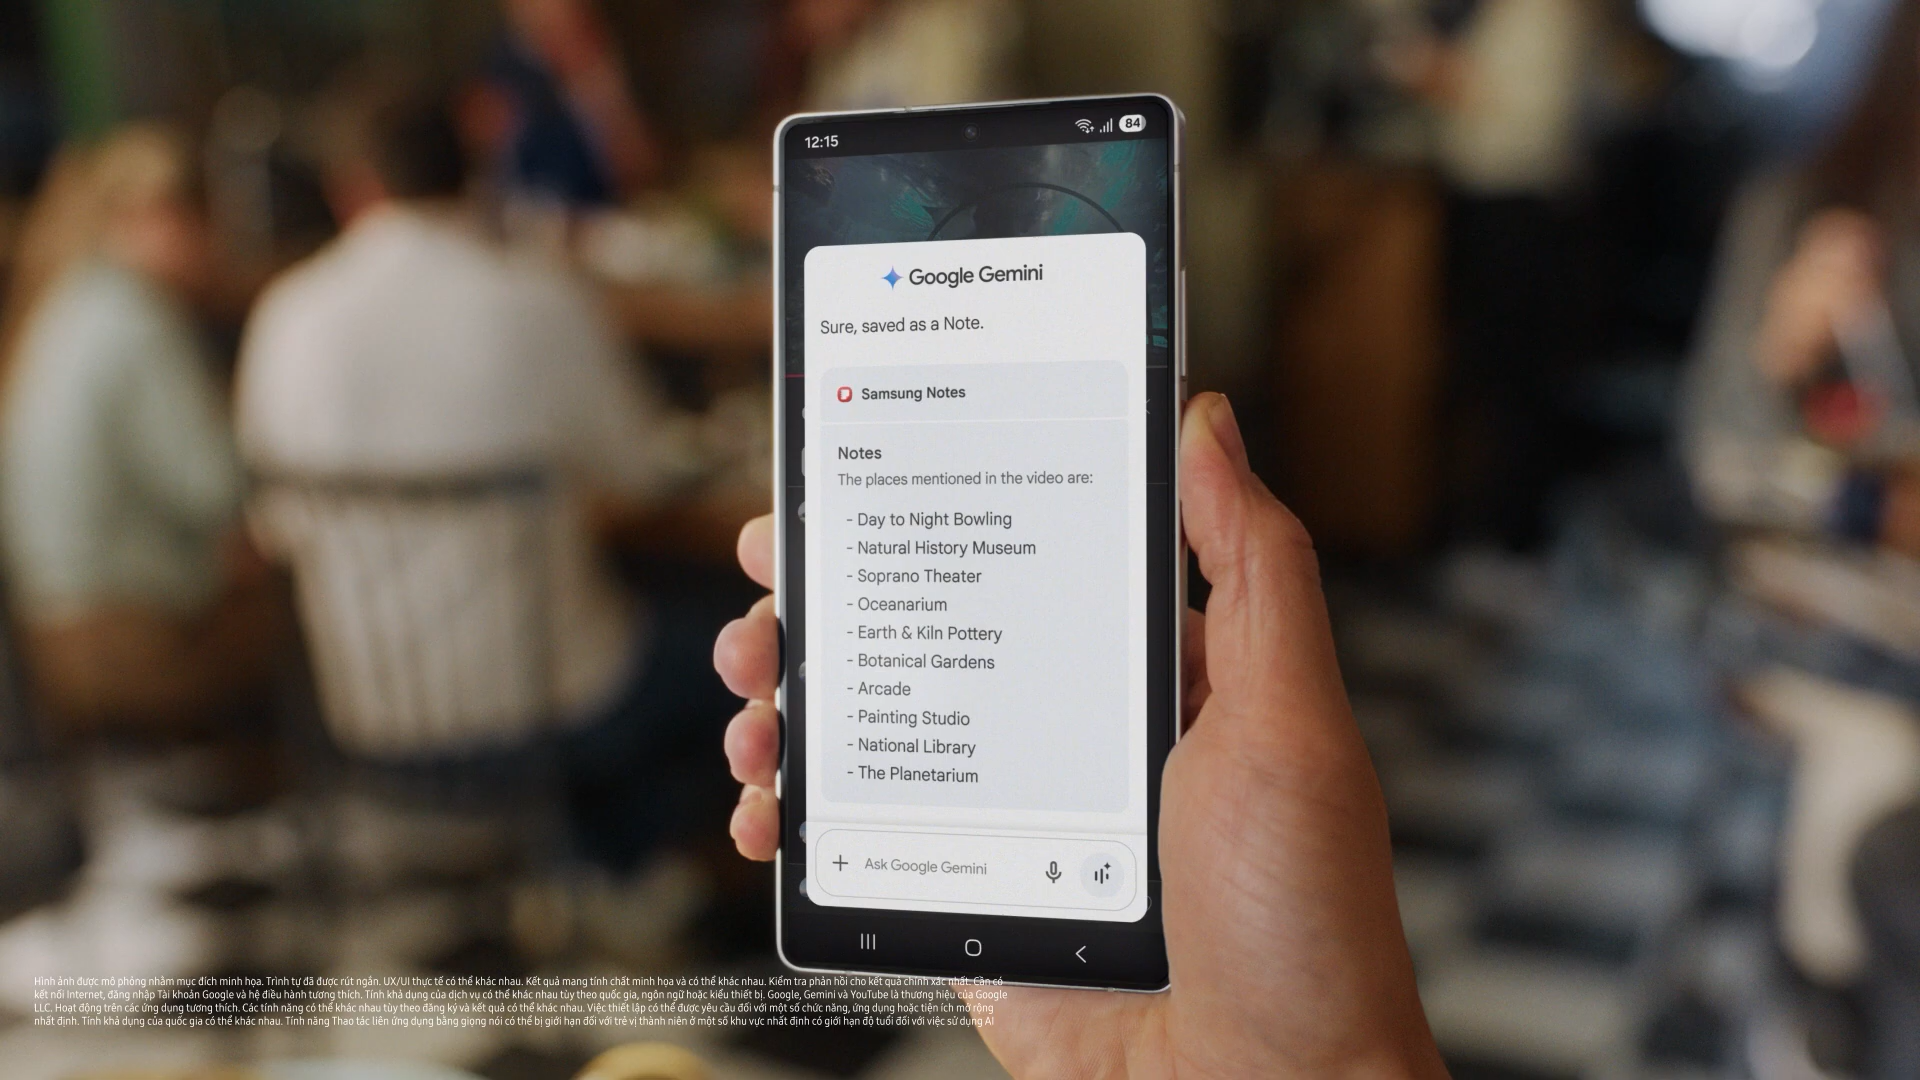 12:15
84
Google Gemini
Sure, saved as a Note.
Samsung Notes
Notes
The places mentioned in the video are:
- Day to Night Bowling
- Natural History Museum
- Soprano Theater
- Oceanarium
- Earth & Kiln Pottery
- Botanical Gardens
- Arcade
- Painting Studio
- National Library
- The Planetarium
Ask Google Gemini
Hình ảnh được mô phỏng nhằm mục đích minh họa. Trình tự đã được rút ngắn. UX/UI thực tế có thể khác nhau. Kết quả mang tính chất minh họa và có thể khác nhau. Kiểm tra phản hồi cho kết quả chính xác nhất. Cần có
kết nối Internet, đăng nhập Tài khoản Google và hệ điều hành tương thích. Tính khả dụng của dịch vụ có thể khác nhau tùy theo quốc gia, ngôn ngữ hoặc kiểu thiết bị. Google, Gemini và YouTube là thương hiệu của Google
LLC. Hoạt động trên các ứng dụng tương thích. Các tính năng có thể khác nhau tùy theo đăng ký và kết quả có thể khác nhau. Việc thiết lập có thể được yêu cầu đối với một số chức năng, ứng dụng hoặc tiện ích mở rộng
nhất định. Tính khả dụng của quốc gia có thể khác nhau. Tính năng Thao tác liên ứng dụng bằng giọng nói có thể bị giới hạn đối với trẻ vị thành niên ở một số khu vực nhất định có giới hạn độ tuổi đối với việc sử dụng AI